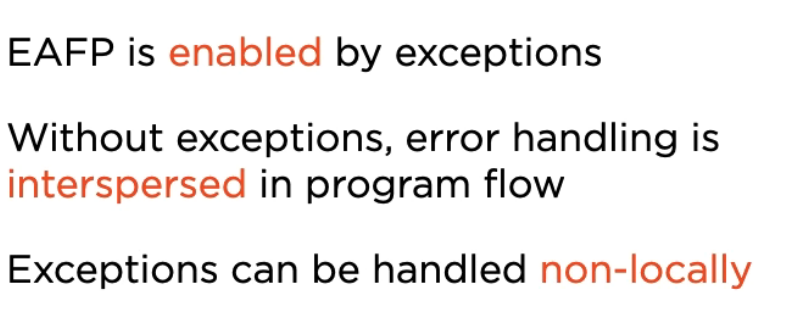 EAFP is enabled by exceptions
Without exceptions, error handling is
interspersed in program flow
Exceptions can be handled non-locally